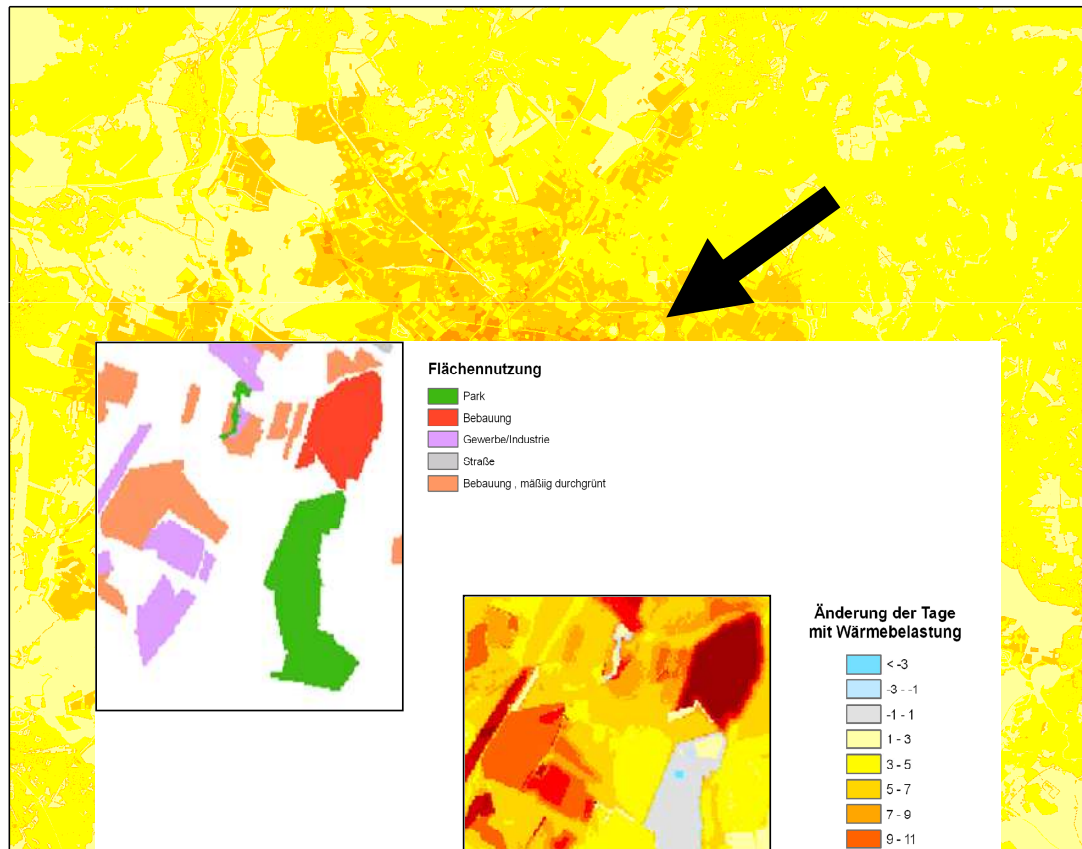 Flächennutzung
Park
Bebauung
Gewerbe/Industrie
Straße
Bebauung , mäßiig durchgrünt
Änderung der Tage
mit Wärmebelastung
< -3
-3 - -1
-1 - 1
1 - 3
3 - 5
5 - 7
7 - 9
9 - 11